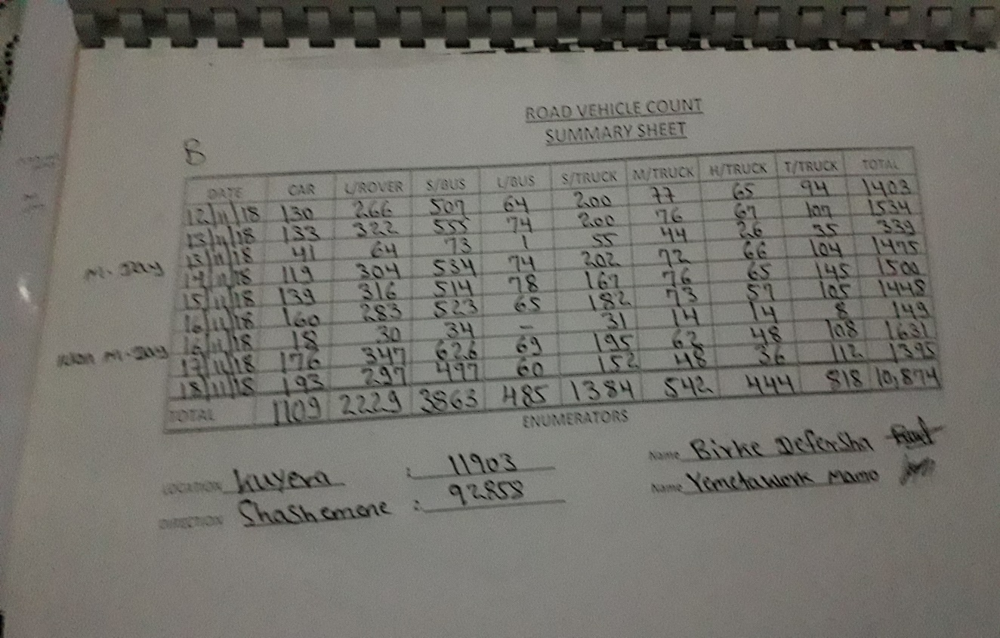 ROAD VEHICLE COUNT
SUMMARY SHEET
B
DATE CAR L/ROVER S/BUS L/BUS S/TRUCK M/TRUCK H/TRUCK T/TRUCK TOTAL
12/11/18 130 266 507 64 200 77 65 94 1403
13/11/18 133 322 555 74 200 76 67 107 1534
M-Day 13/11/18 41 64 73 1 55 44 26 35 339
14/11/18 119 304 534 74 202 72 66 104 1475
15/11/18 139 316 514 78 167 76 65 145 1500
16/11/18 160 283 523 65 182 73 57 105 1448
Non M-Day 16/11/18 18 30 34 - 31 14 14 8 149
17/11/18 176 347 626 69 195 62 48 108 1631
18/11/18 193 297 497 60 152 48 36 112 1395
TOTAL 1109 2229 3863 485 1384 542 444 818 10,874
ENUMERATORS
LOCATION Kuyera : 11903 Name Birke Defersha
DIRECTION Shashemene : 92858 Name Yemetawork Mamo